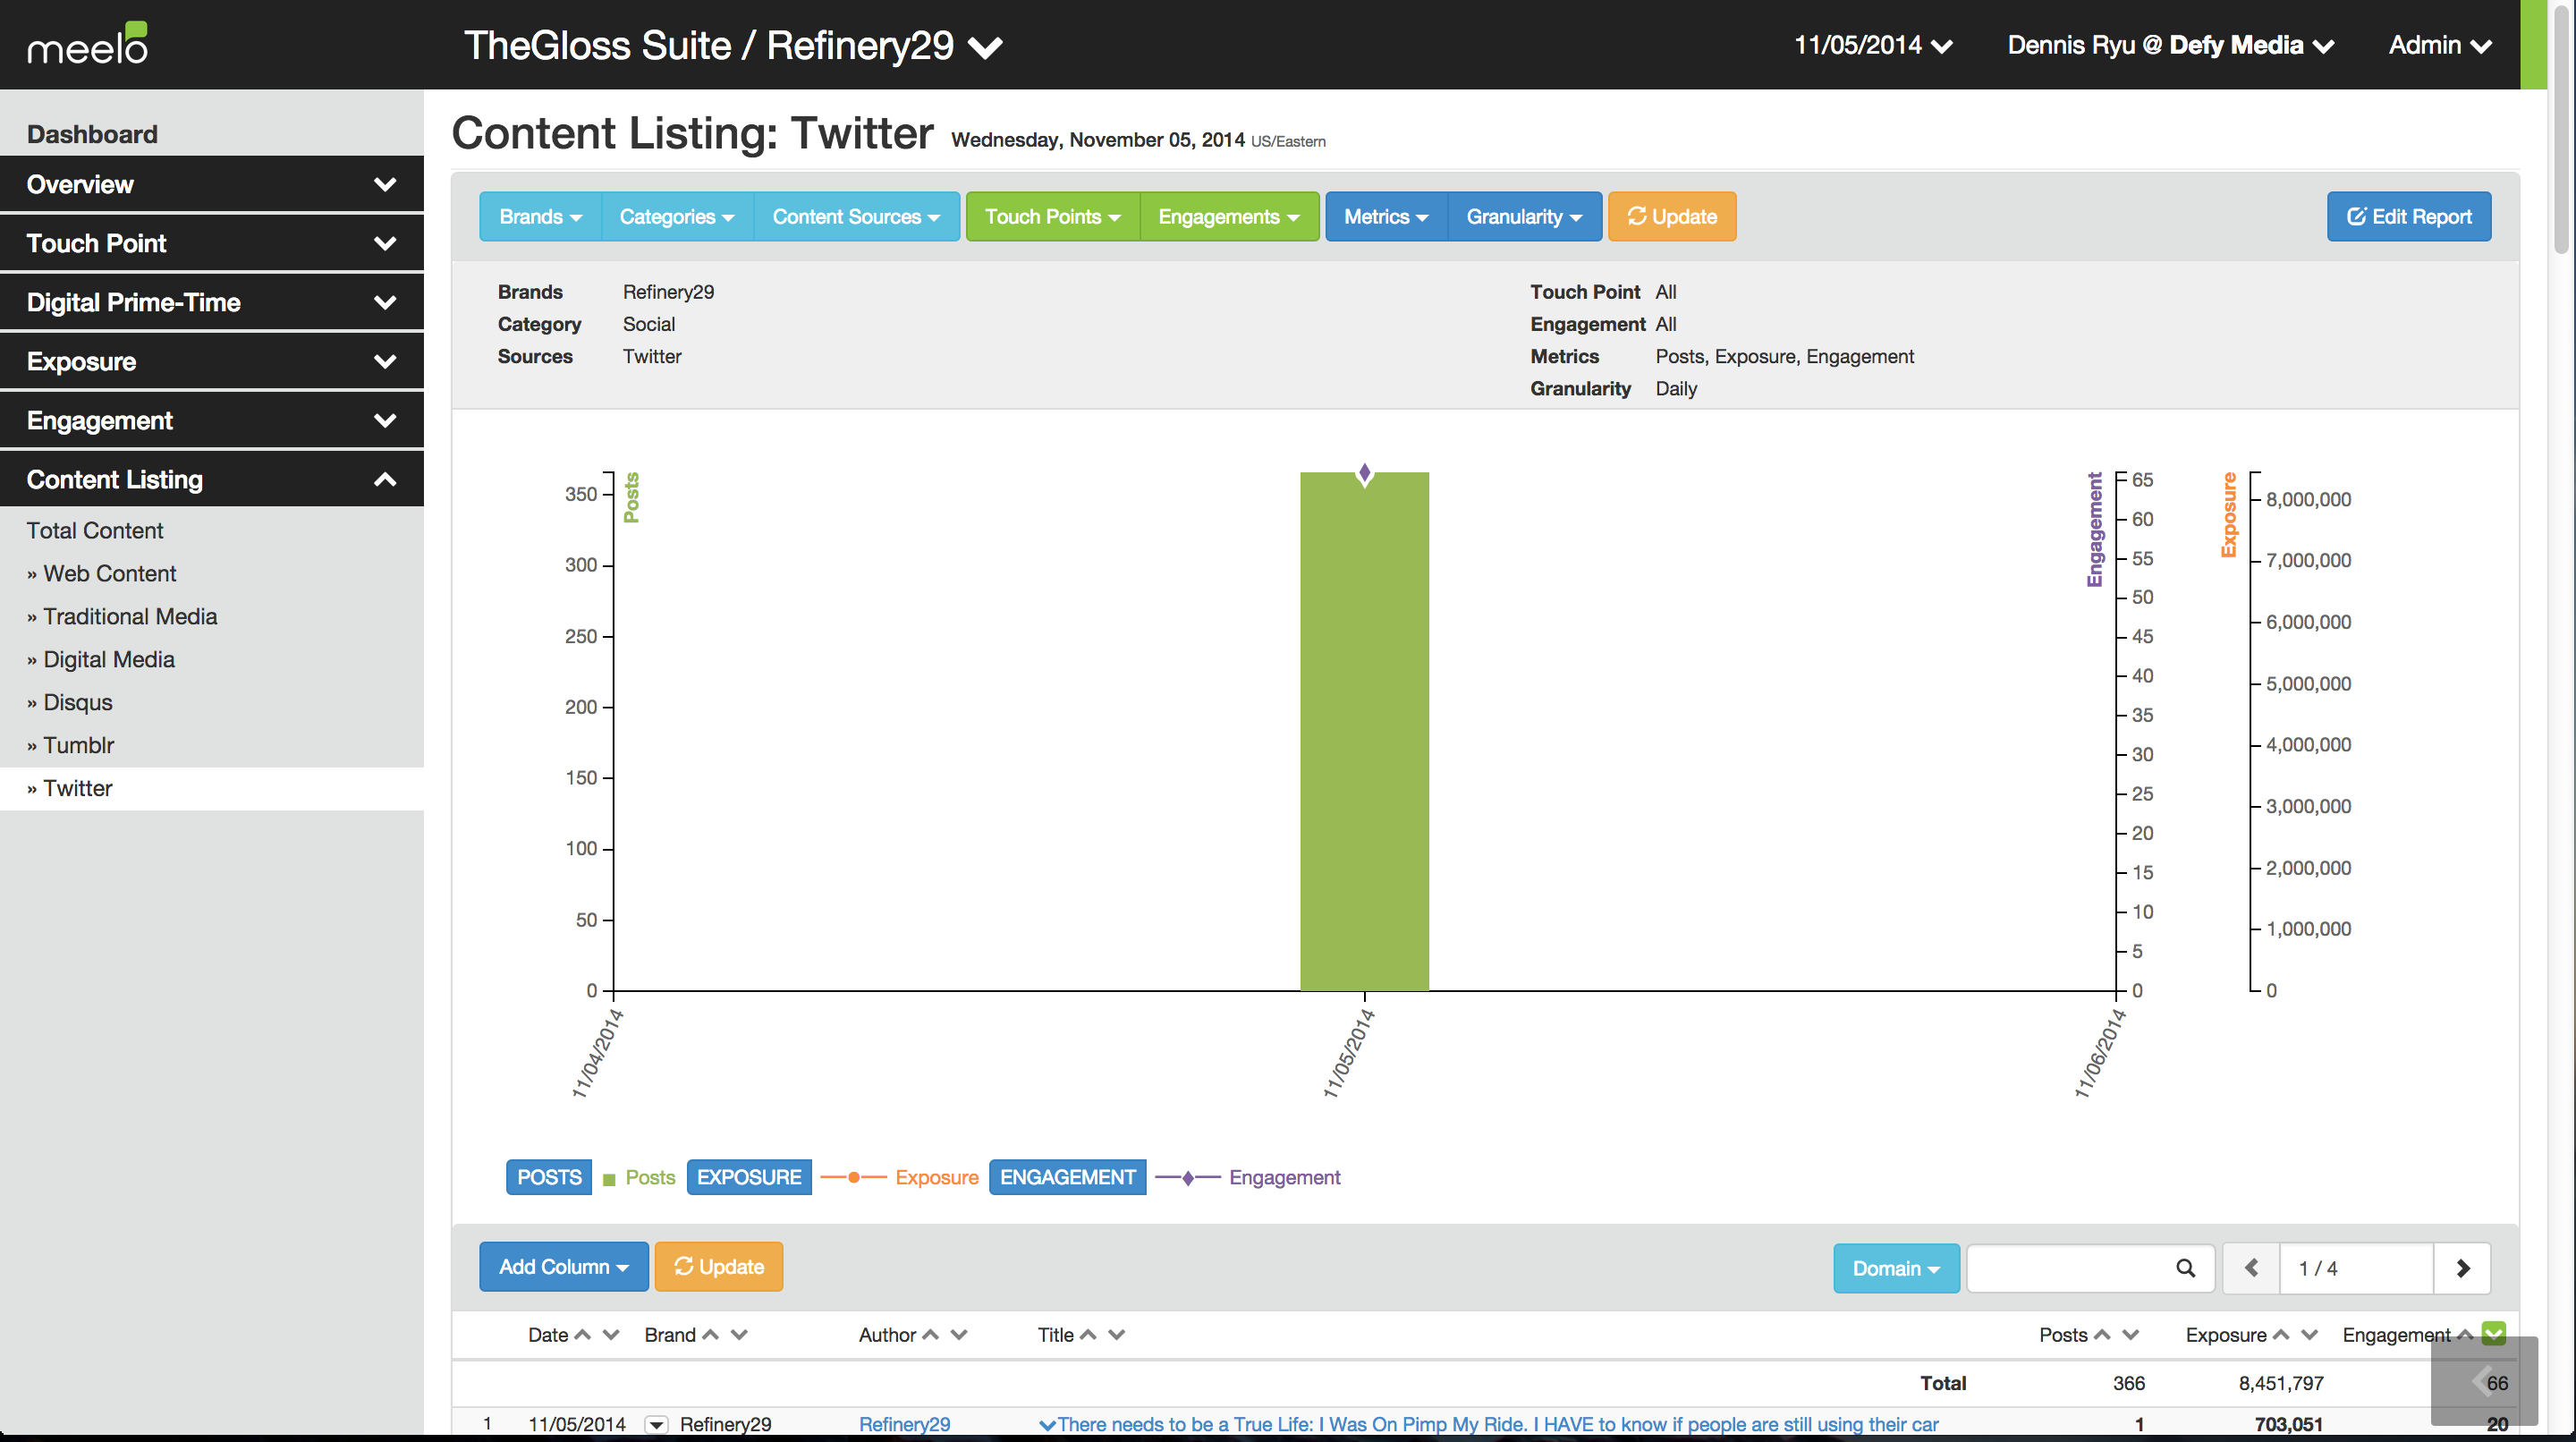 meelo
TheGloss Suite / Refinery29
11/05/2014
Dennis Ryu @ Defy Media
Admin
Dashboard
Overview
Touch Point
Digital Prime-Time
Exposure
Engagement
Content Listing
Total Content
» Web Content
» Traditional Media
» Digital Media
» Disqus
» Tumblr
» Twitter
Content Listing: Twitter Wednesday, November 05, 2014 US/Eastern
Brands Categories Content Sources Touch Points Engagements Metrics Granularity Update Edit Report
Brands Refinery29
Category Social
Sources Twitter
Touch Point All
Engagement All
Metrics Posts, Exposure, Engagement
Granularity Daily
Posts
350
300
250
200
150
100
50
0
Engagement
65
60
55
50
45
40
35
30
25
20
15
10
5
0
Exposure
8,000,000
7,000,000
6,000,000
5,000,000
4,000,000
3,000,000
2,000,000
1,000,000
0
11/04/2014
11/05/2014
11/06/2014
POSTS Posts EXPOSURE Exposure ENGAGEMENT Engagement
Add Column Update Domain 1 / 4
Date Brand Author Title Posts Exposure Engagement
Total 366 8,451,797 66
1 11/05/2014 Refinery29 Refinery29 There needs to be a True Life: I Was On Pimp My Ride. I HAVE to know if people are still using their car 1 703,051 20